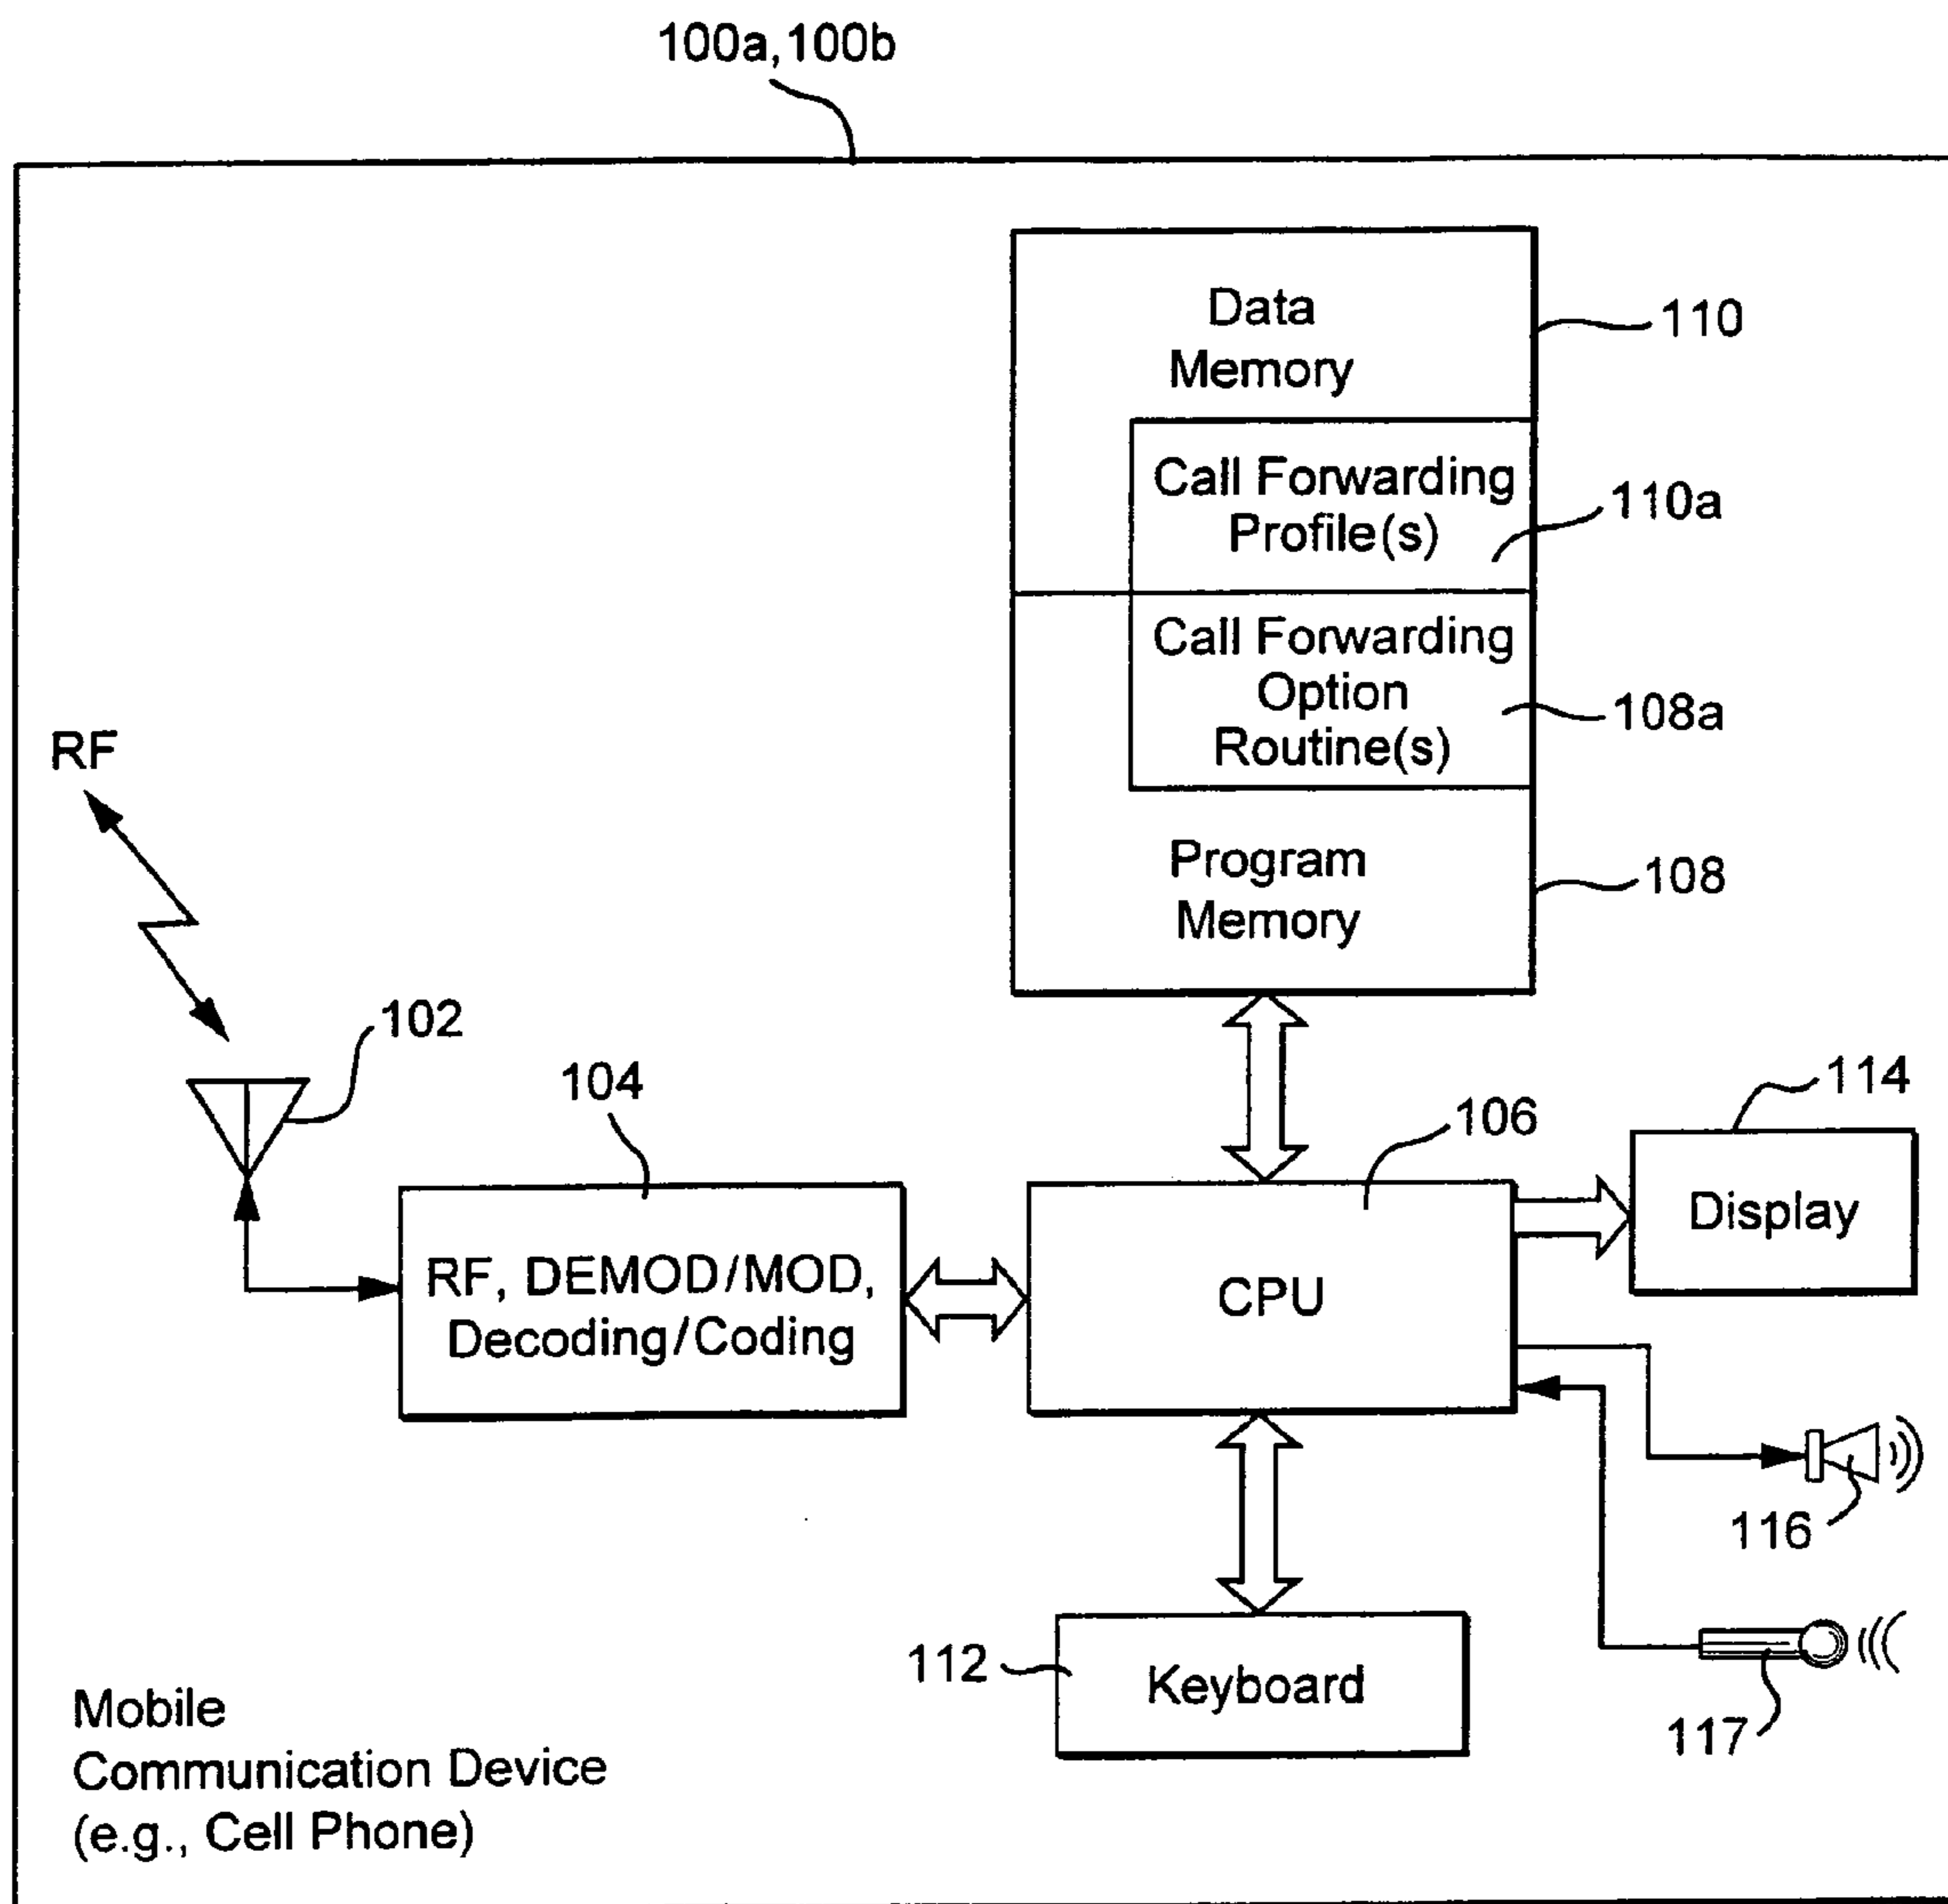 100a,100b
Data
Memory
110
Call Forwarding
Profile(s)
110a
Call Forwarding
Option
Routine(s)
108a
Program
Memory
108
RF
102
104
RF, DEMOD/MOD,
Decoding/Coding
106
CPU
114
Display
116
117
112
Keyboard
Mobile
Communication Device
(e.g., Cell Phone)